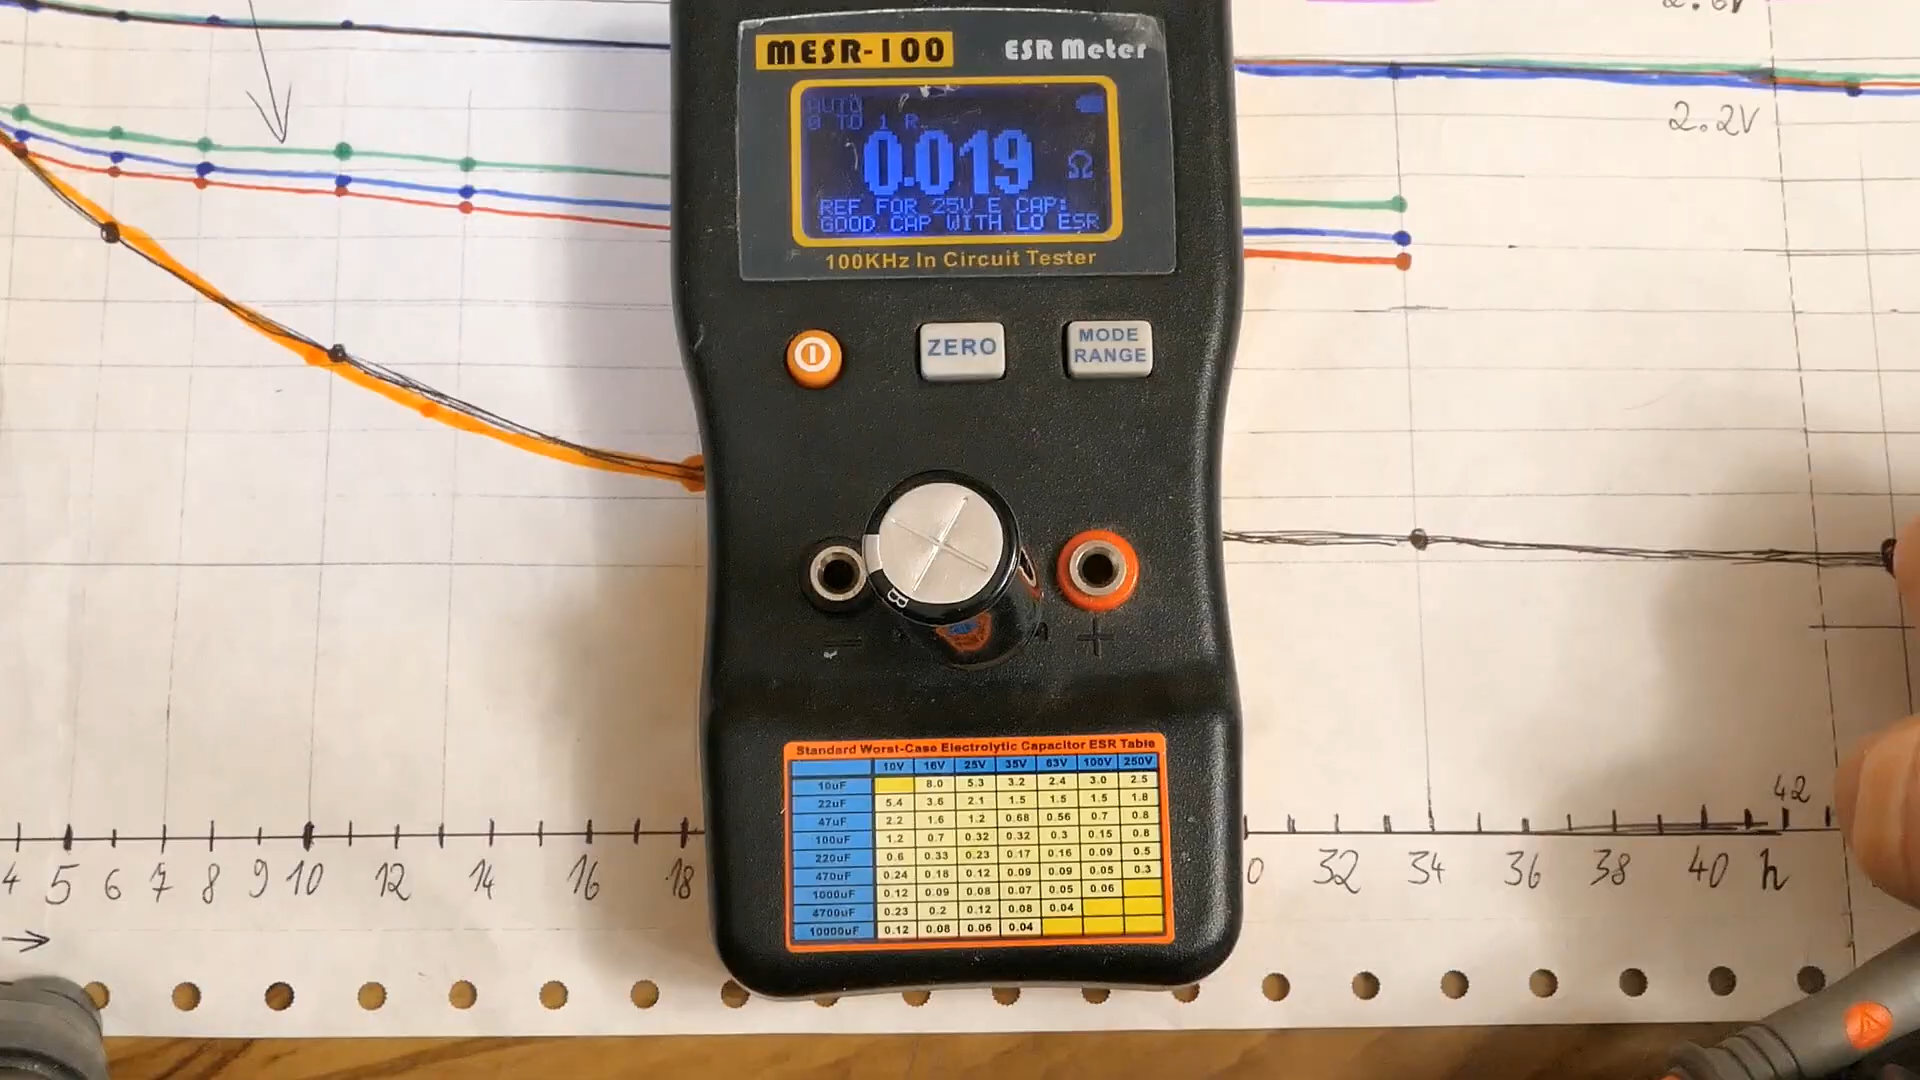 2.6V
MESR-100 ESR Meter
AUTO
0 TO 1 R
0.019 Ω
REF FOR 25V E CAP:
GOOD CAP WITH LO ESR
100KHz In Circuit Tester
2.2V
ZERO
MODE
RANGE
B
- +
Standard Worst-Case Electrolytic Capacitor ESR Table
10V 16V 25V 35V 63V 100V 250V
10uF 8.0 5.3 3.2 2.4 3.0 2.5
22uF 5.4 3.6 2.1 1.5 1.5 1.5 1.8
47uF 2.2 1.6 1.2 0.68 0.56 0.7 0.8
100uF 1.2 0.7 0.32 0.32 0.3 0.15 0.8
220uF 0.6 0.33 0.23 0.17 0.16 0.09 0.5
470uF 0.24 0.18 0.12 0.09 0.09 0.05 0.3
1000uF 0.12 0.09 0.08 0.07 0.05 0.06
4700uF 0.23 0.2 0.12 0.08 0.04
10000uF 0.12 0.08 0.06 0.04
42
4 5 6 7 8 9 10 12 14 16 18 0 32 34 36 38 40 h